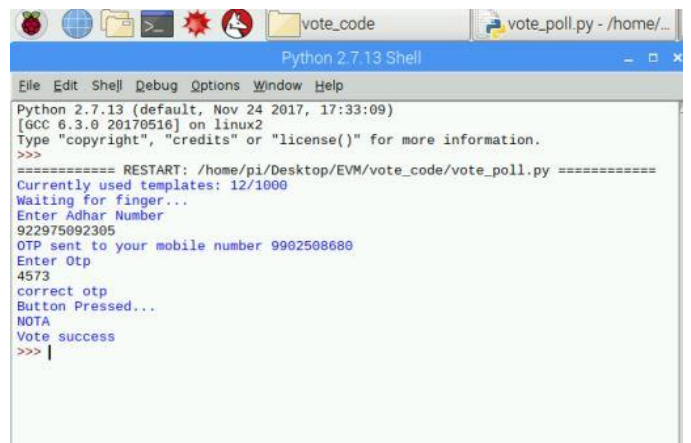 vote_code
vote_poll.py - /home/...
Python 2.7.13 Shell
File Edit Shell Debug Options Window Help
Python 2.7.13 (default, Nov 24 2017, 17:33:09)
[GCC 6.3.0 20170516] on linux2
Type "copyright", "credits" or "license()" for more information.
>>>
============ RESTART: /home/pi/Desktop/EVM/vote_code/vote_poll.py ============
Currently used templates: 12/1000
Waiting for finger...
Enter Adhar Number
922975092305
OTP sent to your mobile number 9902508680
Enter Otp
4573
correct otp
Button Pressed...
NOTA
Vote success
>>>